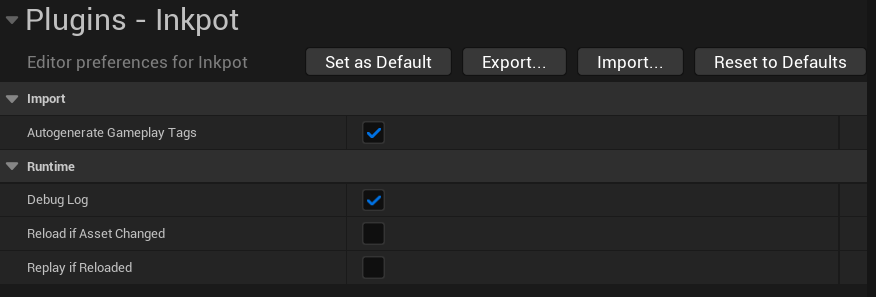 Plugins - Inkpot
Editor preferences for Inkpot Set as Default Export... Import... Reset to Defaults
Import
Autogenerate Gameplay Tags
Runtime
Debug Log
Reload if Asset Changed
Replay if Reloaded